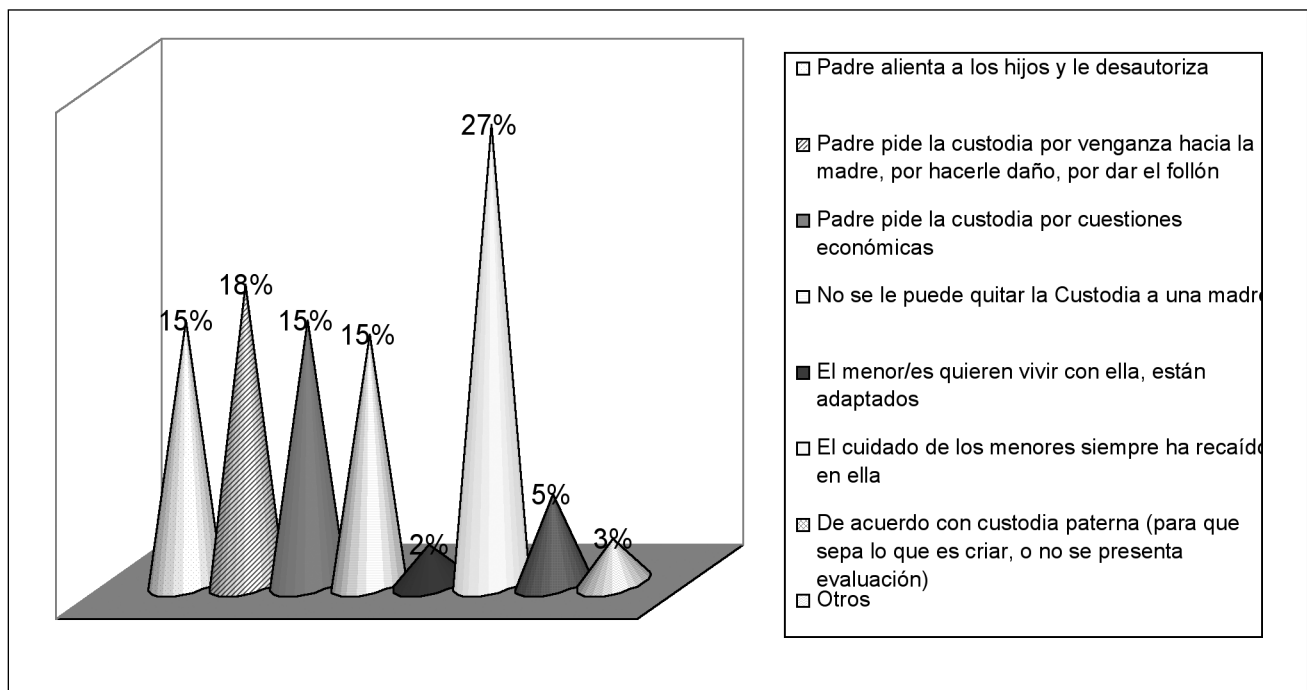 27%
18%
15%
15%
15%
5%
2%
3%
Padre alienta a los hijos y le desautoriza
Padre pide la custodia por venganza hacia la
madre, por hacerle daño, por dar el follón
Padre pide la custodia por cuestiones
económicas
No se le puede quitar la Custodia a una madre
El menor/es quieren vivir con ella, están
adaptados
El cuidado de los menores siempre ha recaído
en ella
De acuerdo con custodia paterna (para que
sepa lo que es criar, o no se presenta
evaluación)
Otros